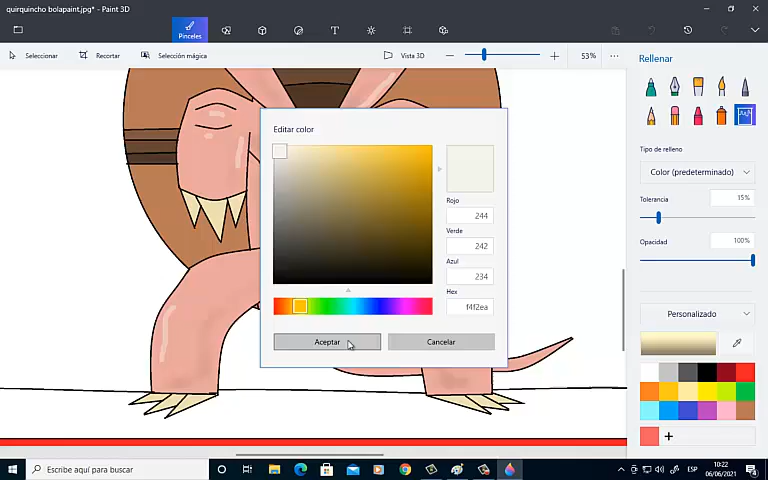 quirquincho bolapaint.jpg* - Paint 3D
Pinceles
T
Seleccionar
Recortar
Selección mágica
Vista 3D
53%
Rellenar
Tipo de relleno
Color (predeterminado)
Tolerancia
15%
Opacidad
100%
Personalizado
Editar color
Rojo
244
Verde
242
Azul
234
Hex
f4f2ea
Aceptar
Cancelar
Escribe aquí para buscar
ESP
10:22
06/06/2021
4